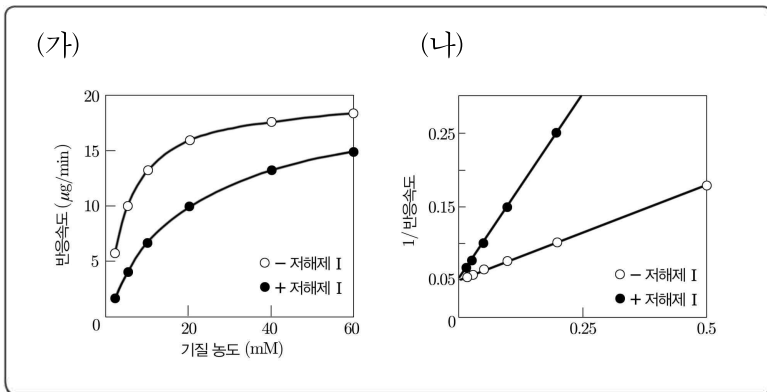 (가)
20
15
10
5
0
20
40
60
반응속도 (μg/min)
기질 농도 (mM)
○ − 저해제 I
● + 저해제 I
(나)
0.25
0.15
0.05
0
0.25
0.5
1/반응속도
○ − 저해제 I
● + 저해제 I